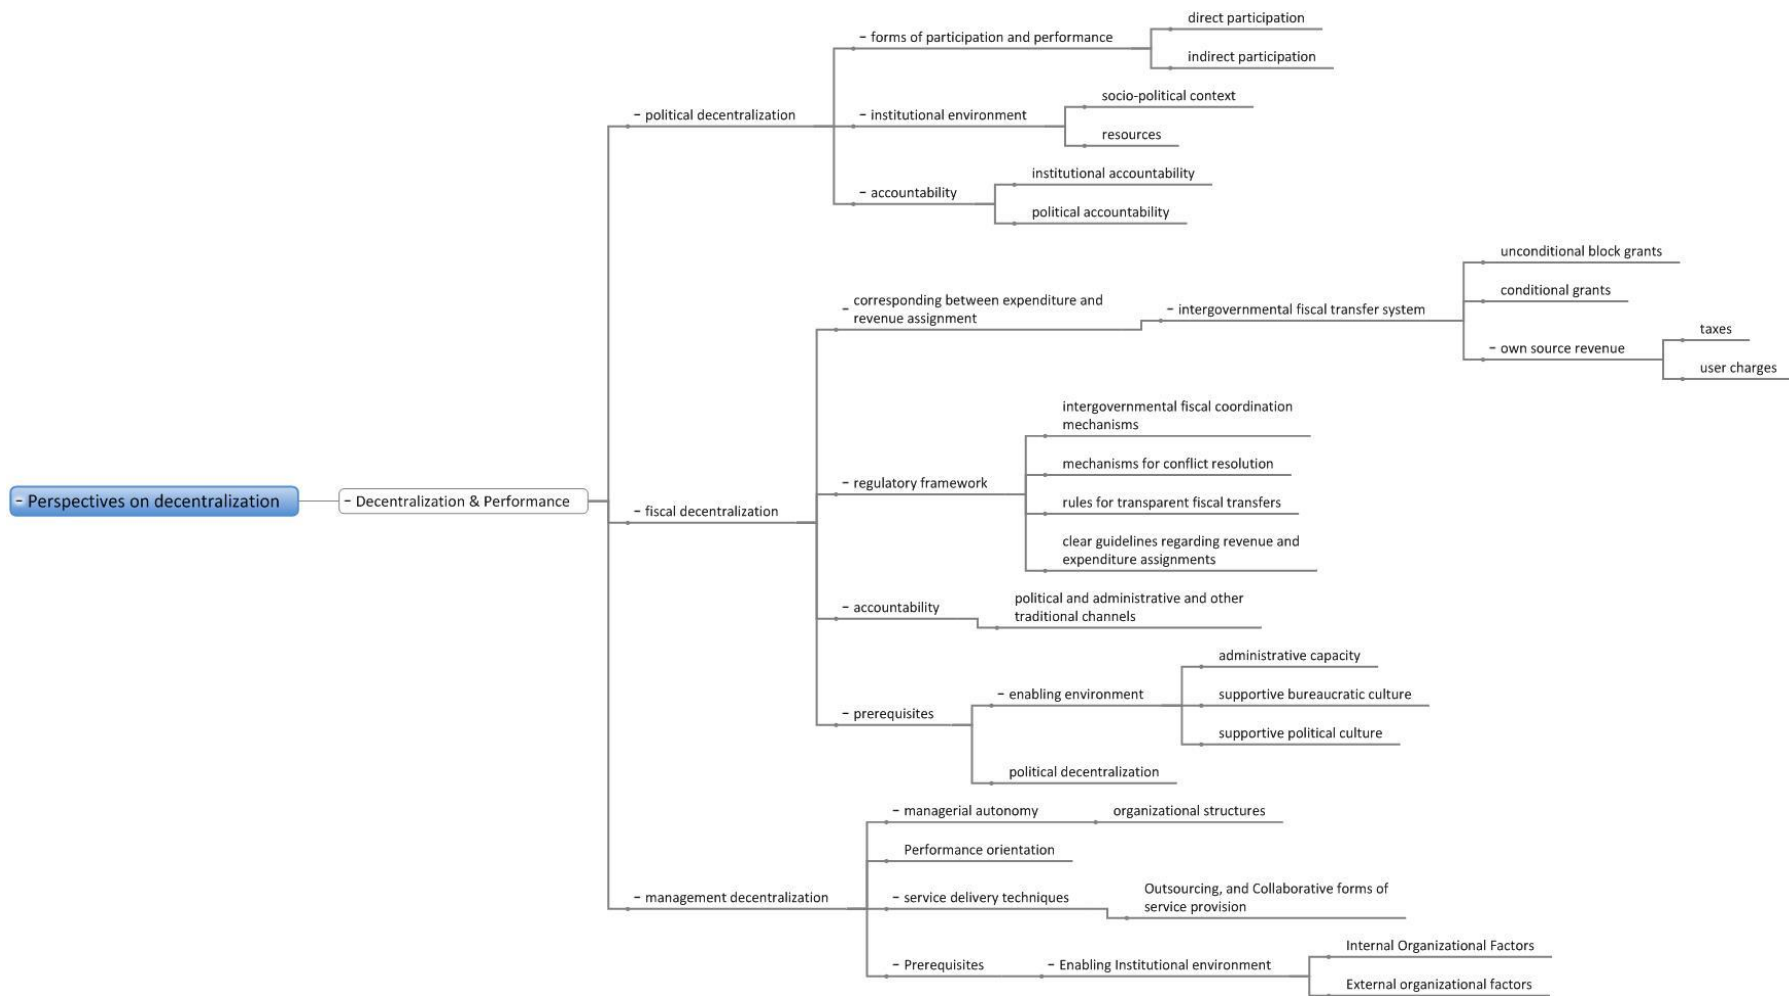 direct participation
– forms of participation and performance
indirect participation
socio-political context
– political decentralization
– institutional environment
resources
institutional accountability
– accountability
political accountability
unconditional block grants
corresponding between expenditure and
– revenue assignment
– intergovernmental fiscal transfer system
conditional grants
taxes
– own source revenue
user charges
intergovernmental fiscal coordination
mechanisms
mechanisms for conflict resolution
– regulatory framework
– Perspectives on decentralization
– Decentralization & Performance
rules for transparent fiscal transfers
– fiscal decentralization
clear guidelines regarding revenue and
expenditure assignments
– accountability
political and administrative and other
traditional channels
administrative capacity
– enabling environment
supportive bureaucratic culture
– prerequisites
supportive political culture
political decentralization
– managerial autonomy
organizational structures
Performance orientation
– management decentralization
– service delivery techniques
Outsourcing, and Collaborative forms of
service provision
Internal Organizational Factors
– Prerequisites
– Enabling Institutional environment
External organizational factors